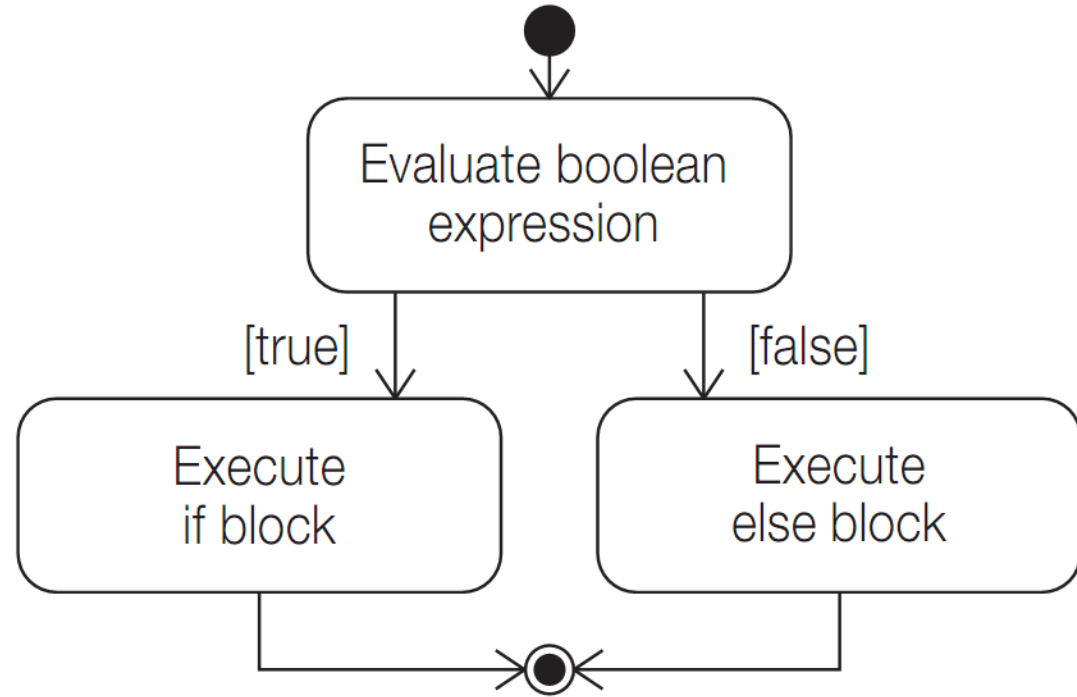 Evaluate boolean
expression
[true]
[false]
Execute
if block
Execute
else block